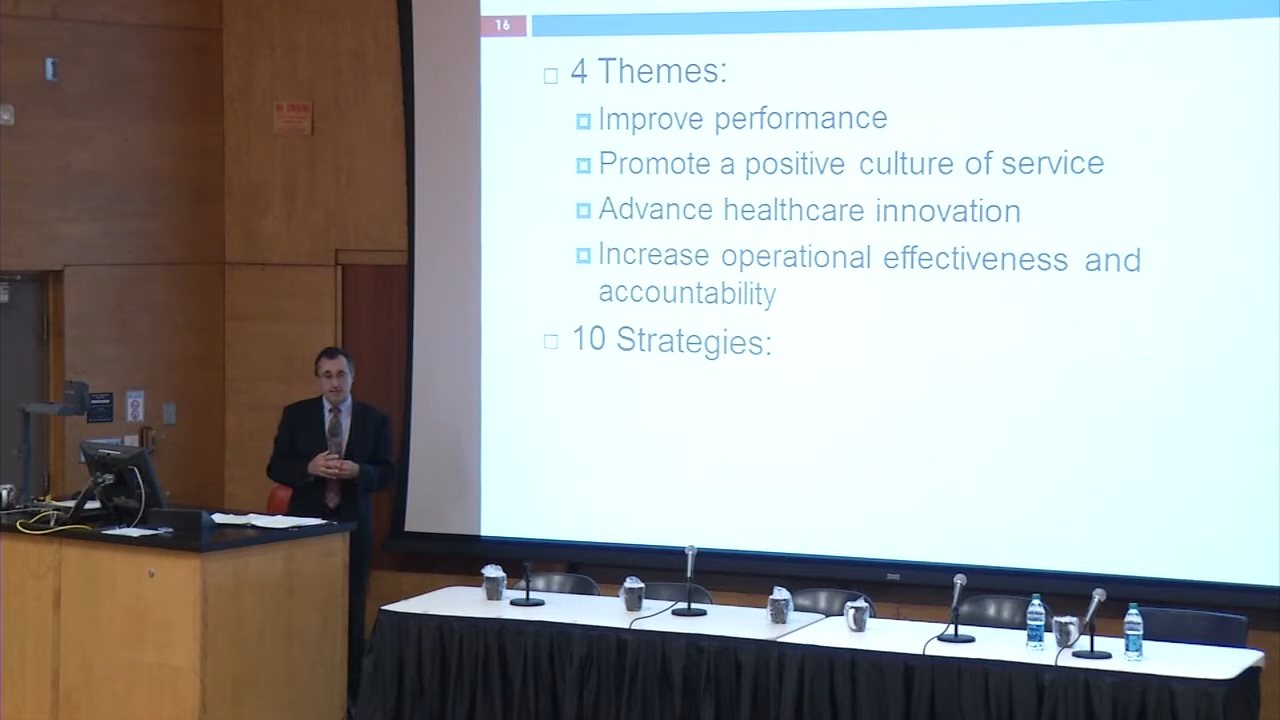 16
4 Themes:
Improve performance
Promote a positive culture of service
Advance healthcare innovation
Increase operational effectiveness and
accountability
10 Strategies: